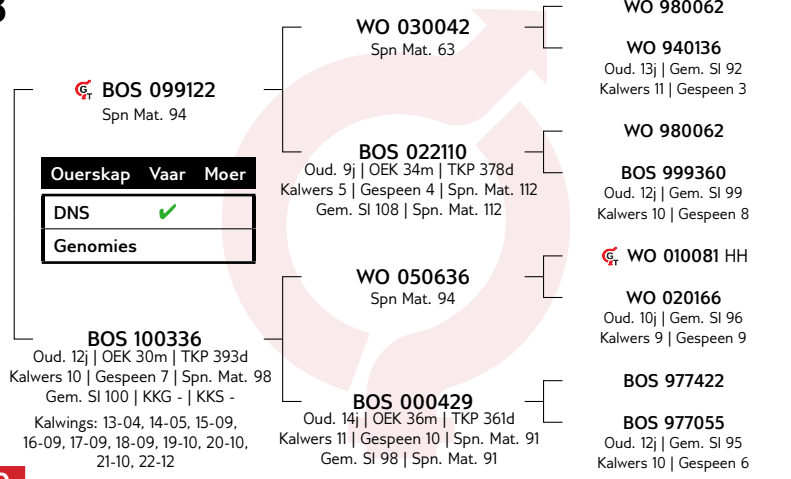 BOS 099122
Spn Mat. 94
Ouerskap Vaar Moer
DNS ✔
Genomies
BOS 100336
Oud. 12j | OEK 30m | TKP 393d
Kalwers 10 | Gespeen 7 | Spn. Mat. 98
Gem. SI 100 | KKG - | KKS -
Kalwings: 13-04, 14-05, 15-09,
16-09, 17-09, 18-09, 19-10, 20-10,
21-10, 22-12
WO 030042
Spn Mat. 63
BOS 022110
Oud. 9j | OEK 34m | TKP 378d
Kalwers 5 | Gespeen 4 | Spn. Mat. 112
Gem. SI 108 | Spn. Mat. 112
WO 050636
Spn Mat. 94
BOS 000429
Oud. 14j | OEK 36m | TKP 361d
Kalwers 11 | Gespeen 10 | Spn. Mat. 91
Gem. SI 98 | Spn. Mat. 91
WO 980062
WO 940136
Oud. 13j | Gem. SI 92
Kalwers 11 | Gespeen 3
WO 980062
BOS 999360
Oud. 12j | Gem. SI 99
Kalwers 10 | Gespeen 8
GT WO 010081 HH
WO 020166
Oud. 10j | Gem. SI 96
Kalwers 9 | Gespeen 9
BOS 977422
BOS 977055
Oud. 12j | Gem. SI 95
Kalwers 10 | Gespeen 6